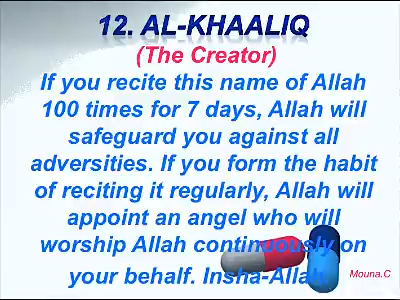 12. AL-KHAALIQ
(The Creator)
If you recite this name of Allah
100 times for 7 days, Allah will
safeguard you against all
adversities. If you form the habit
of reciting it regularly, Allah will
appoint an angel who will
worship Allah continuously on
your behalf. Insha-Allah
Mouna.C